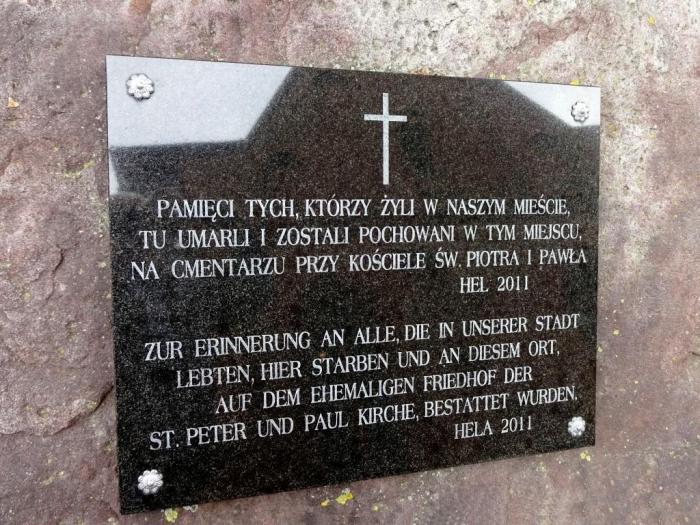 PAMIĘCI TYCH, KTÓRZY ŻYLI W NASZYM MIEŚCIE,
TU UMARLI I ZOSTALI POCHOWANI W TYM MIEJSCU,
NA CMENTARZU PRZY KOŚCIELE ŚW. PIOTRA I PAWŁA
HEL 2011
ZUR ERINNERUNG AN ALLE, DIE IN UNSERER STADT
LEBTEN, HIER STARBEN UND AN DIESEM ORT,
AUF DEM EHEMALIGEN FRIEDHOF DER
ST. PETER UND PAUL KIRCHE, BESTATTET WURDEN.
HELA 2011